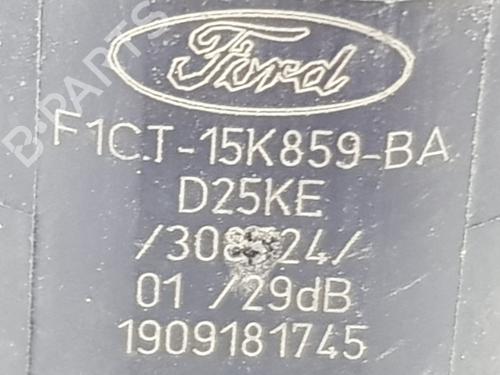 Ford
F1CT-15K859-BA
D25KE
01 /29dB
1909181745
B-PARTS